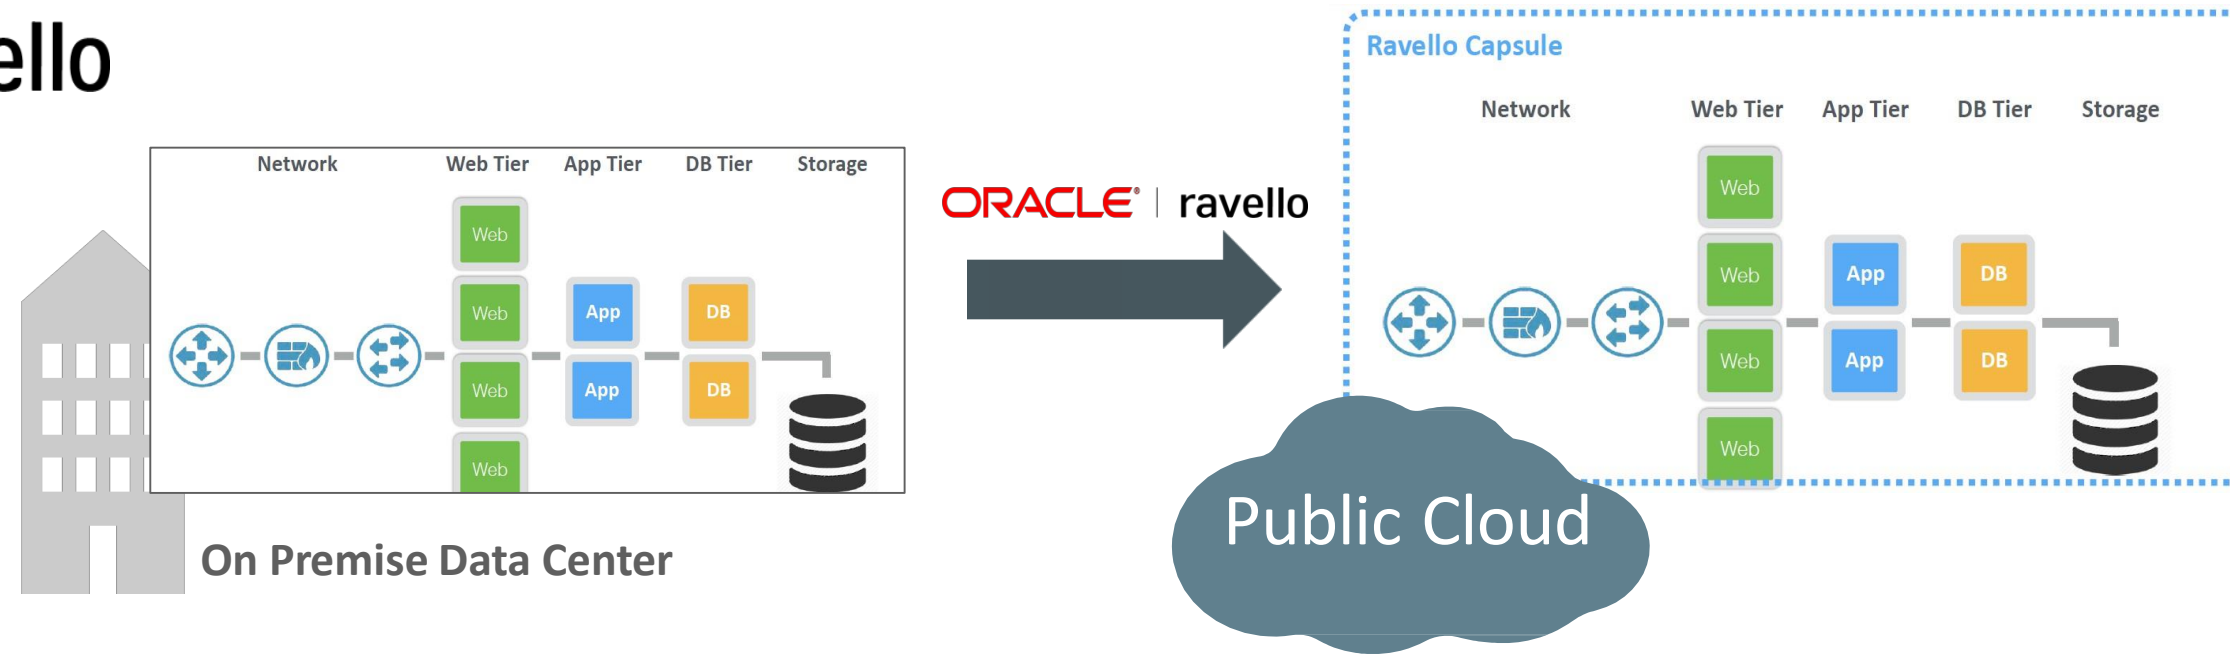 ello
Network Web Tier App Tier DB Tier Storage
Web
Web
Web
Web
App
App
DB
DB
On Premise Data Center
ORACLE® | ravello
Ravello Capsule
Network Web Tier App Tier DB Tier Storage
Web
Web
Web
Web
App
App
DB
DB
Public Cloud